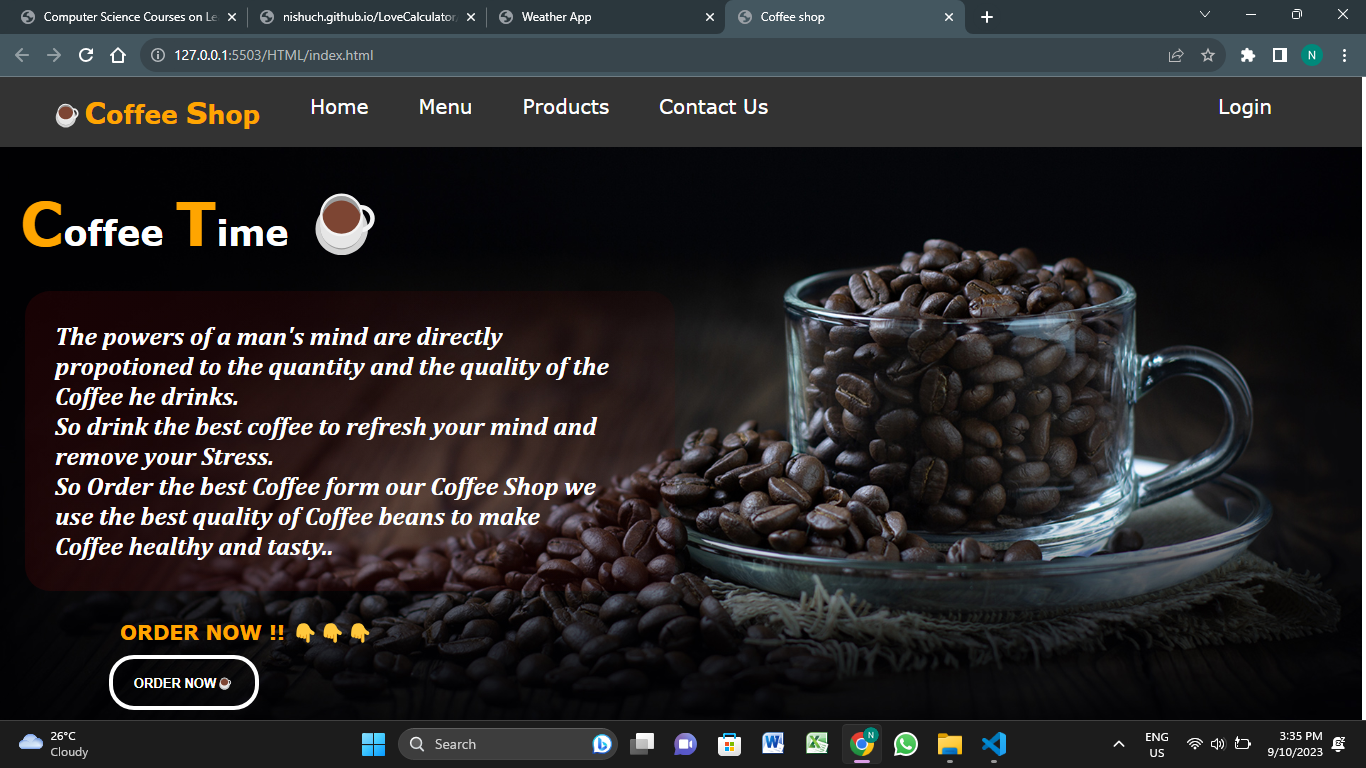 Computer Science Courses on Le
nishuch.github.io/LoveCalculator/
Weather App
Coffee shop
127.0.0.1:5503/HTML/index.html
N
Coffee Shop
Home
Menu
Products
Contact Us
Login
Coffee Time
The powers of a man's mind are directly
propotioned to the quantity and the quality of the
Coffee he drinks.
So drink the best coffee to refresh your mind and
remove your Stress.
So Order the best Coffee form our Coffee Shop we
use the best quality of Coffee beans to make
Coffee healthy and tasty..
ORDER NOW !! 👇👇👇
ORDER NOW☕
26°C
Cloudy
Search
N
ENG
US
3:35 PM
9/10/2023